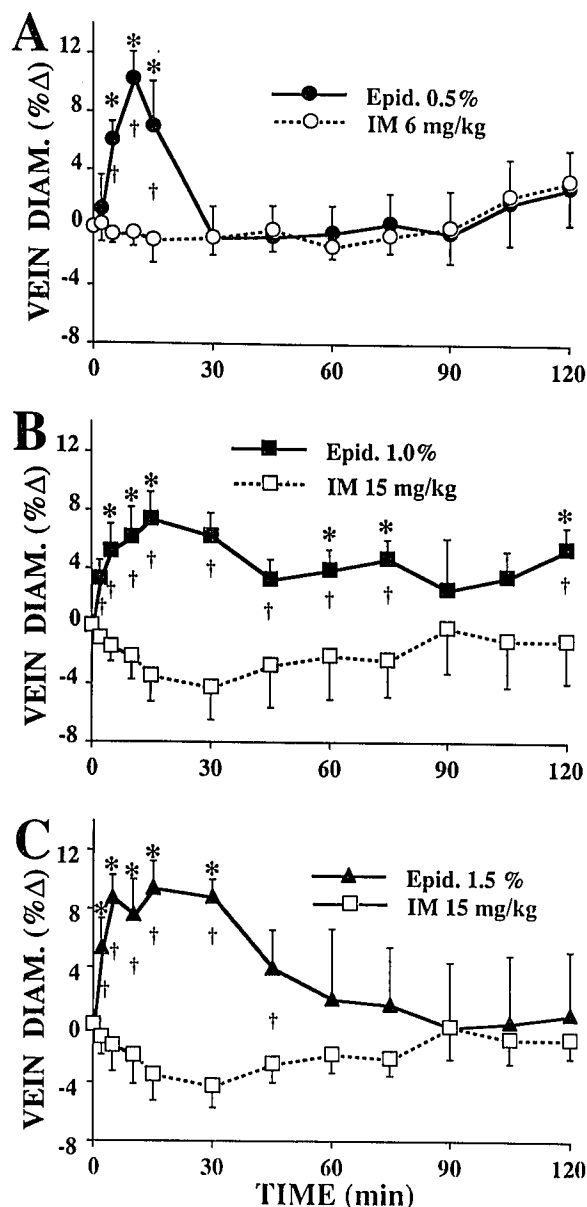 A
VEIN DIAM. (%Δ)
12
8
4
0
-4
-8
* * * *
† † †
Epid. 0.5%
IM 6 mg/kg
0 30 60 90 120
B
VEIN DIAM. (%Δ)
12
8
4
0
-4
-8
* * * * * *
† † † † † † † † †
Epid. 1.0%
IM 15 mg/kg
0 30 60 90 120
C
VEIN DIAM. (%Δ)
12
8
4
0
-4
-8
* * * * *
† † † † † †
Epid. 1.5 %
IM 15 mg/kg
0 30 60 90 120
TIME (min)